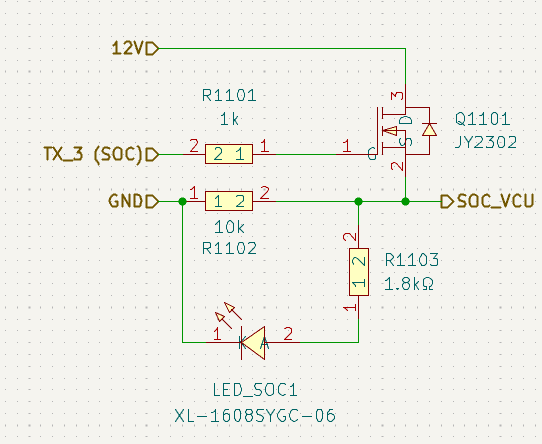 12V
3
R1101
1k
D
Q1101
JY2302
S
TX_3 (SOC)
2
2 1
1
1
G
2
GND
1
1 2
2
SOC_VCU
10k
R1102
2
1 2
R1103
1.8kΩ
1
1
K
A
2
LED_SOC1
XL-1608SYGC-06